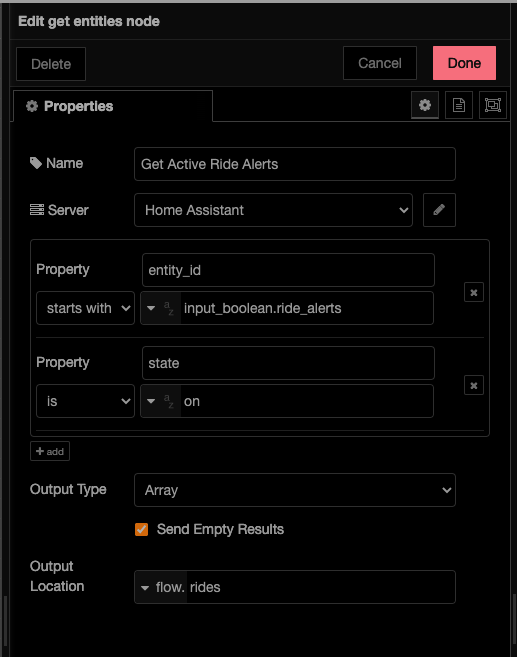 Edit get entities node
Delete Cancel Done
Properties
Name Get Active Ride Alerts
Server Home Assistant
Property entity_id
starts with a z input_boolean.ride_alerts
Property state
is a z on
+ add
Output Type Array
Send Empty Results
Output
Location flow. rides